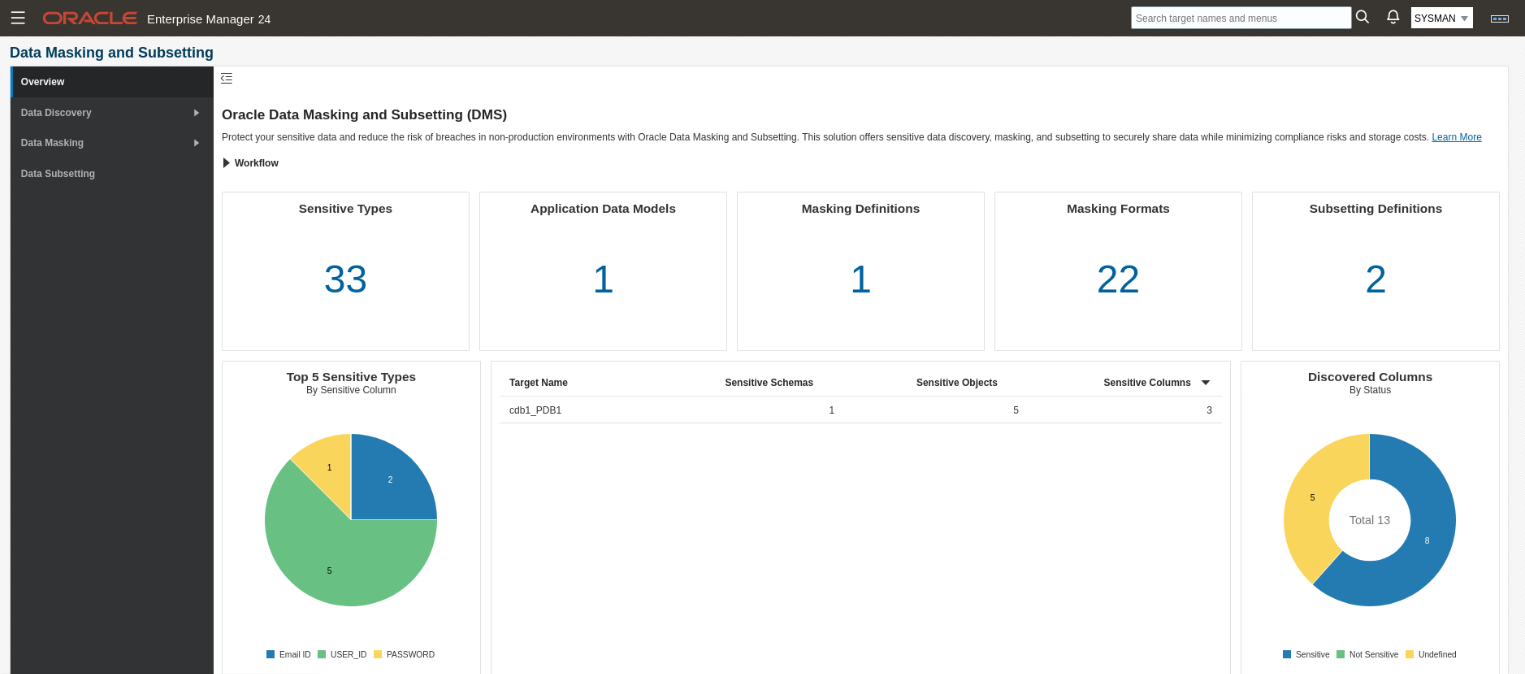 ORACLE Enterprise Manager 24
Search target names and menus
SYSMAN
Data Masking and Subsetting
Overview
Data Discovery
Data Masking
Data Subsetting
Oracle Data Masking and Subsetting (DMS)
Protect your sensitive data and reduce the risk of breaches in non-production environments with Oracle Data Masking and Subsetting. This solution offers sensitive data discovery, masking, and subsetting to securely share data while minimizing compliance risks and storage costs. Learn More
Workflow
Sensitive Types
33
Application Data Models
1
Masking Definitions
1
Masking Formats
22
Subsetting Definitions
2
Top 5 Sensitive Types
By Sensitive Column
1
2
5
Email ID USER_ID PASSWORD
Target Name Sensitive Schemas Sensitive Objects Sensitive Columns
cdb1_PDB1 1 5 3
Discovered Columns
By Status
5
Total 13
8
Sensitive Not Sensitive Undefined